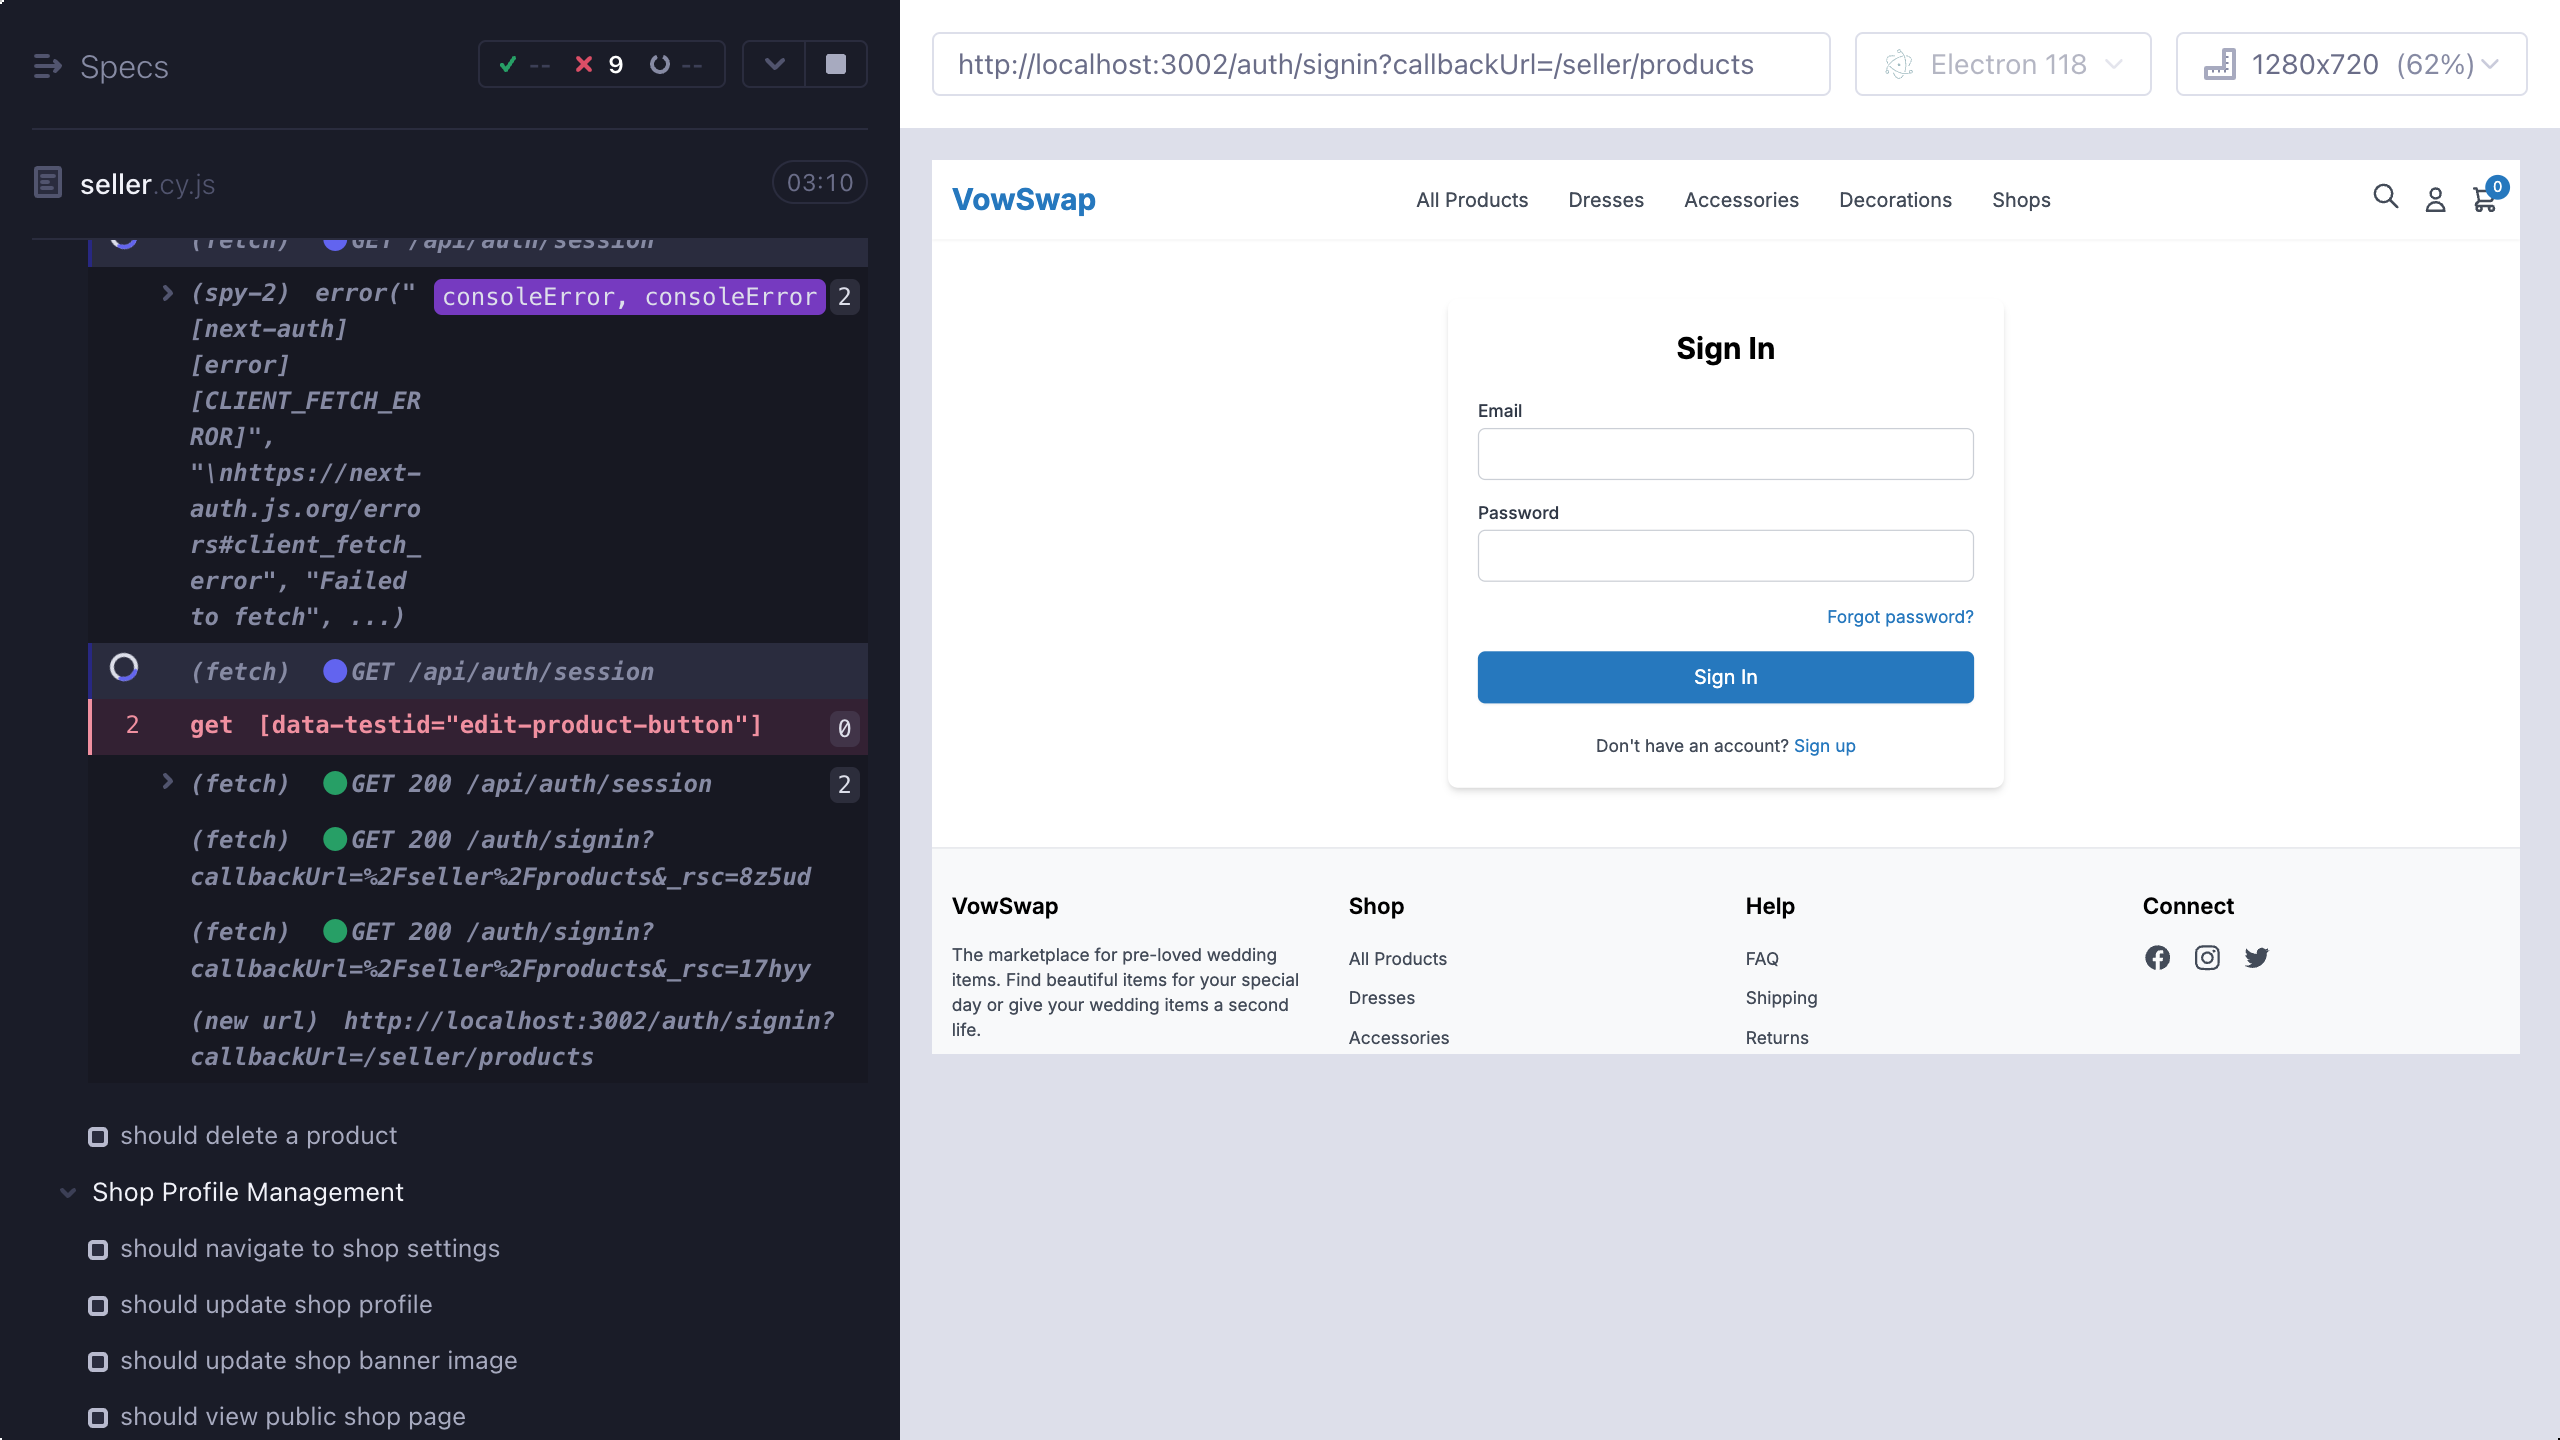 Specs
-- 9 --
seller.cy.js
03:10
(fetch) GET /api/auth/session
(spy-2) error(" consoleError, consoleError 2
[next-auth]
[error]
[CLIENT_FETCH_ER
ROR]",
"\nhttps://next-
auth.js.org/erro
rs#client_fetch_
error", "Failed
to fetch", ...)
(fetch) GET /api/auth/session
2 get [data-testid="edit-product-button"] 0
(fetch) GET 200 /api/auth/session 2
(fetch) GET 200 /auth/signin?
callbackUrl=%2Fseller%2Fproducts&_rsc=8z5ud
(fetch) GET 200 /auth/signin?
callbackUrl=%2Fseller%2Fproducts&_rsc=17hyy
(new url) http://localhost:3002/auth/signin?
callbackUrl=/seller/products
should delete a product
Shop Profile Management
should navigate to shop settings
should update shop profile
should update shop banner image
should view public shop page
http://localhost:3002/auth/signin?callbackUrl=/seller/products
Electron 118
1280x720 (62%)
VowSwap
All Products Dresses Accessories Decorations Shops
0
Sign In
Email
Password
Forgot password?
Sign In
Don't have an account? Sign up
VowSwap
The marketplace for pre-loved wedding
items. Find beautiful items for your special
day or give your wedding items a second
life.
Shop
All Products
Dresses
Accessories
Help
FAQ
Shipping
Returns
Connect